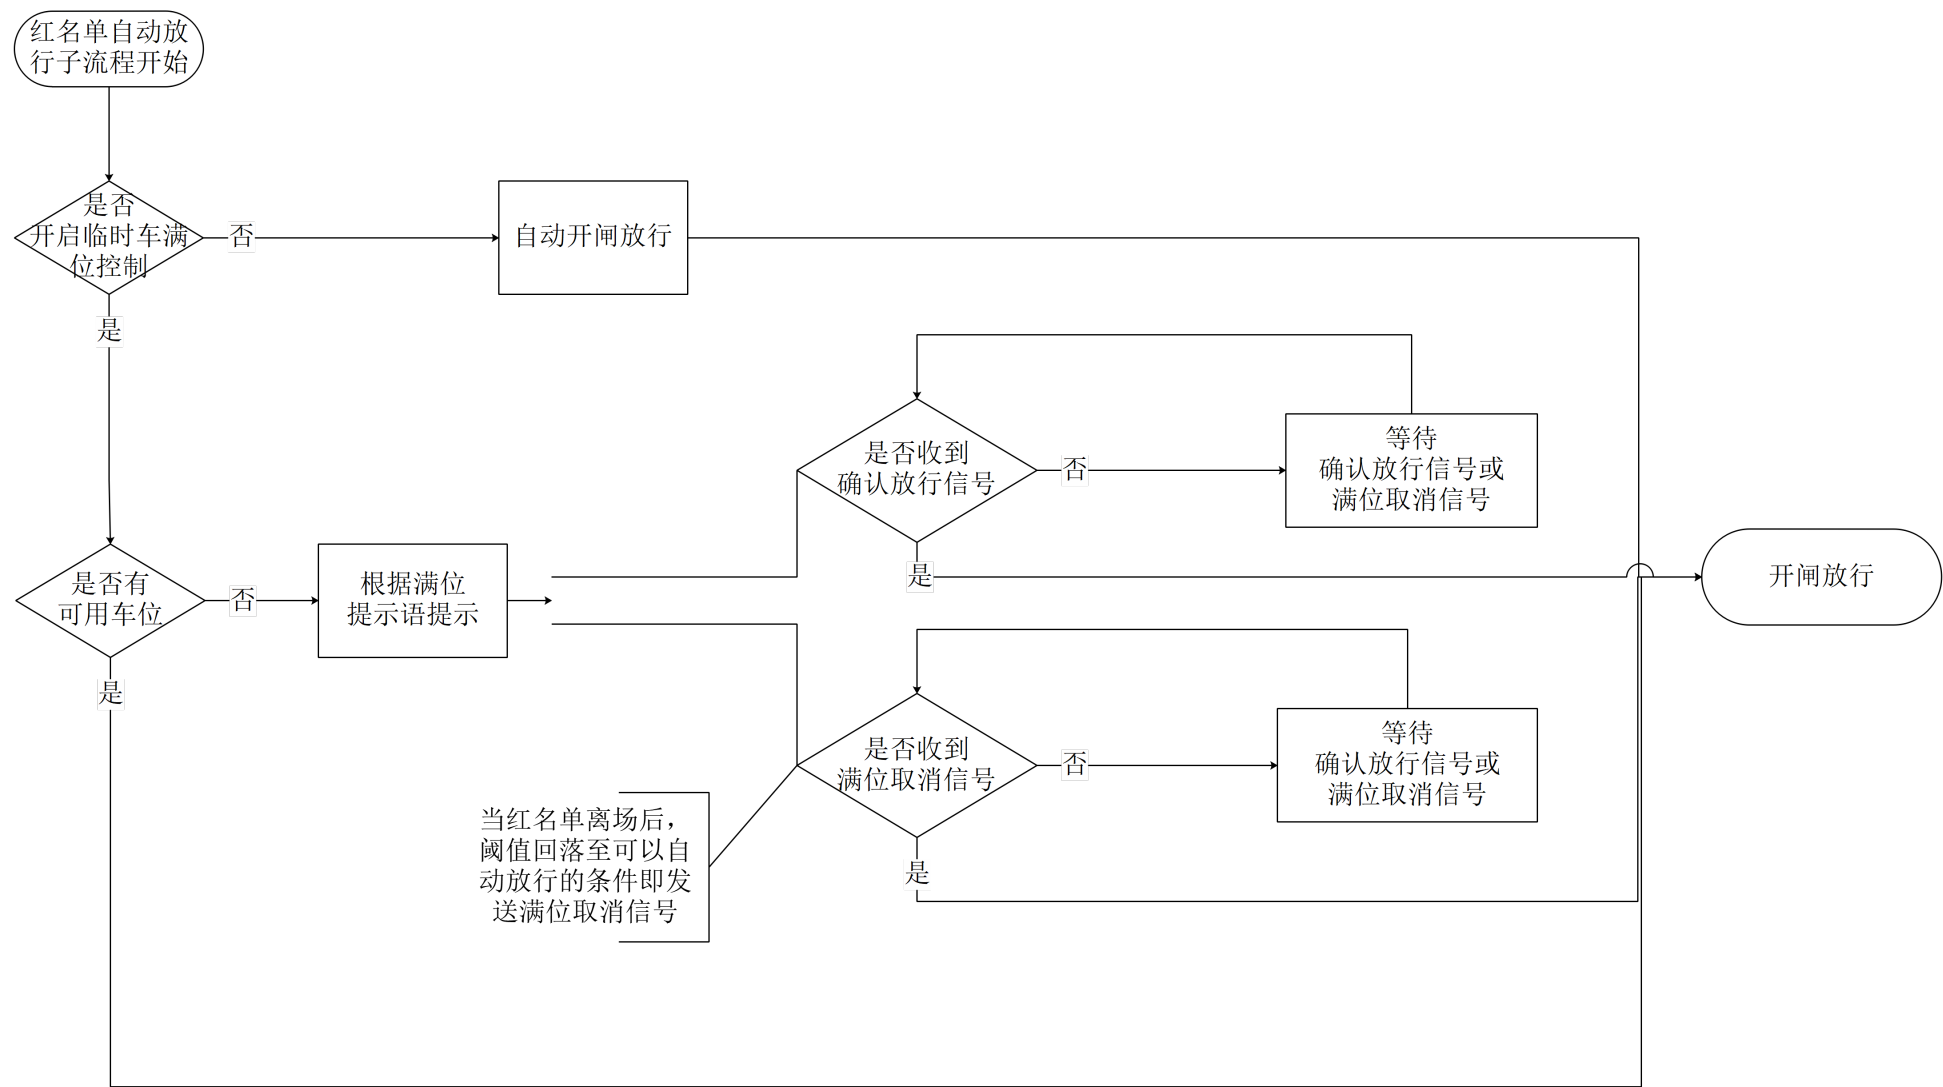 红名单自动放
行子流程开始
是否
开启临时车满
位控制
否
自动开闸放行
是
是否收到
确认放行信号
否
等待
确认放行信号或
满位取消信号
是否有
可用车位
否
根据满位
提示语提示
是
开闸放行
是
是否收到
满位取消信号
否
等待
确认放行信号或
满位取消信号
当红名单离场后，
阈值回落至可以自
动放行的条件即发
送满位取消信号
是